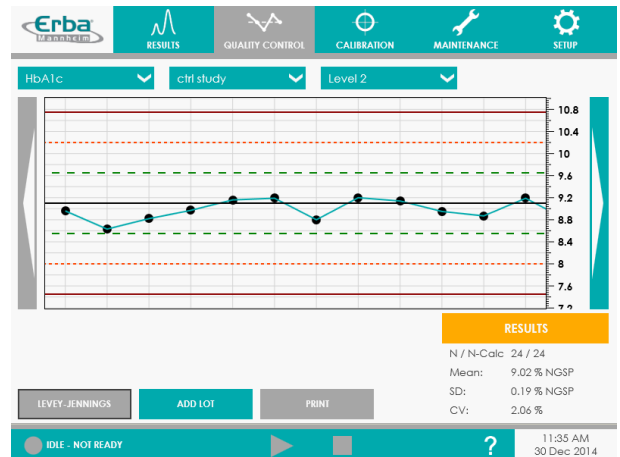 Erba
Mannheim
RESULTS
QUALITY CONTROL
CALIBRATION
MAINTENANCE
SETUP
HbA1c
ctrl study
Level 2
10.8
10.4
10
9.6
9.2
8.8
8.4
8
7.6
7.2
RESULTS
N / N-Calc 24 / 24
Mean: 9.02 % NGSP
SD: 0.19 % NGSP
CV: 2.06 %
LEVEY-JENNINGS
ADD LOT
PRINT
IDLE - NOT READY
?
11:35 AM
30 Dec 2014